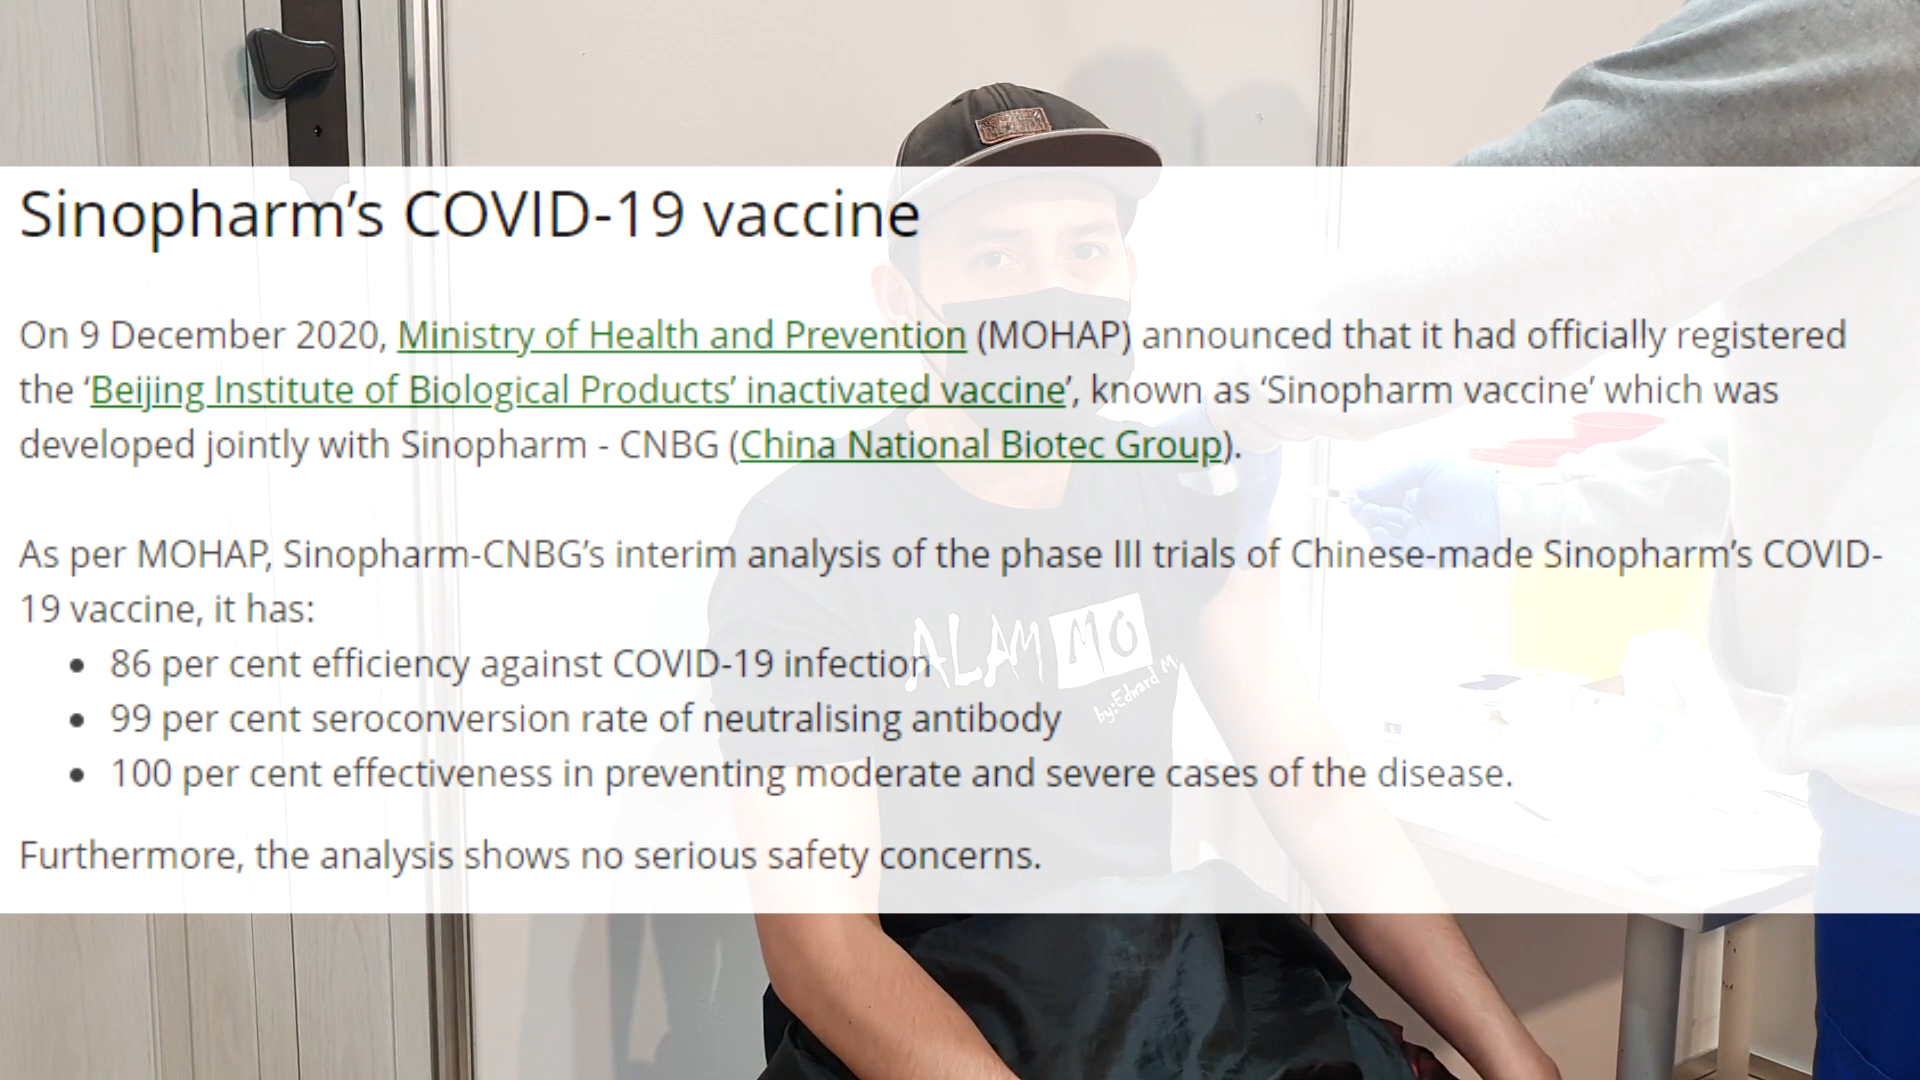 Sinopharm’s COVID-19 vaccine
On 9 December 2020, Ministry of Health and Prevention (MOHAP) announced that it had officially registered
the ‘Beijing Institute of Biological Products’ inactivated vaccine’, known as ‘Sinopharm vaccine’ which was
developed jointly with Sinopharm - CNBG (China National Biotec Group).
As per MOHAP, Sinopharm-CNBG’s interim analysis of the phase III trials of Chinese-made Sinopharm’s COVID-
19 vaccine, it has:
• 86 per cent efficiency against COVID-19 infection
• 99 per cent seroconversion rate of neutralising antibody
• 100 per cent effectiveness in preventing moderate and severe cases of the disease.
Furthermore, the analysis shows no serious safety concerns.
ALAM MO
by: Edward M